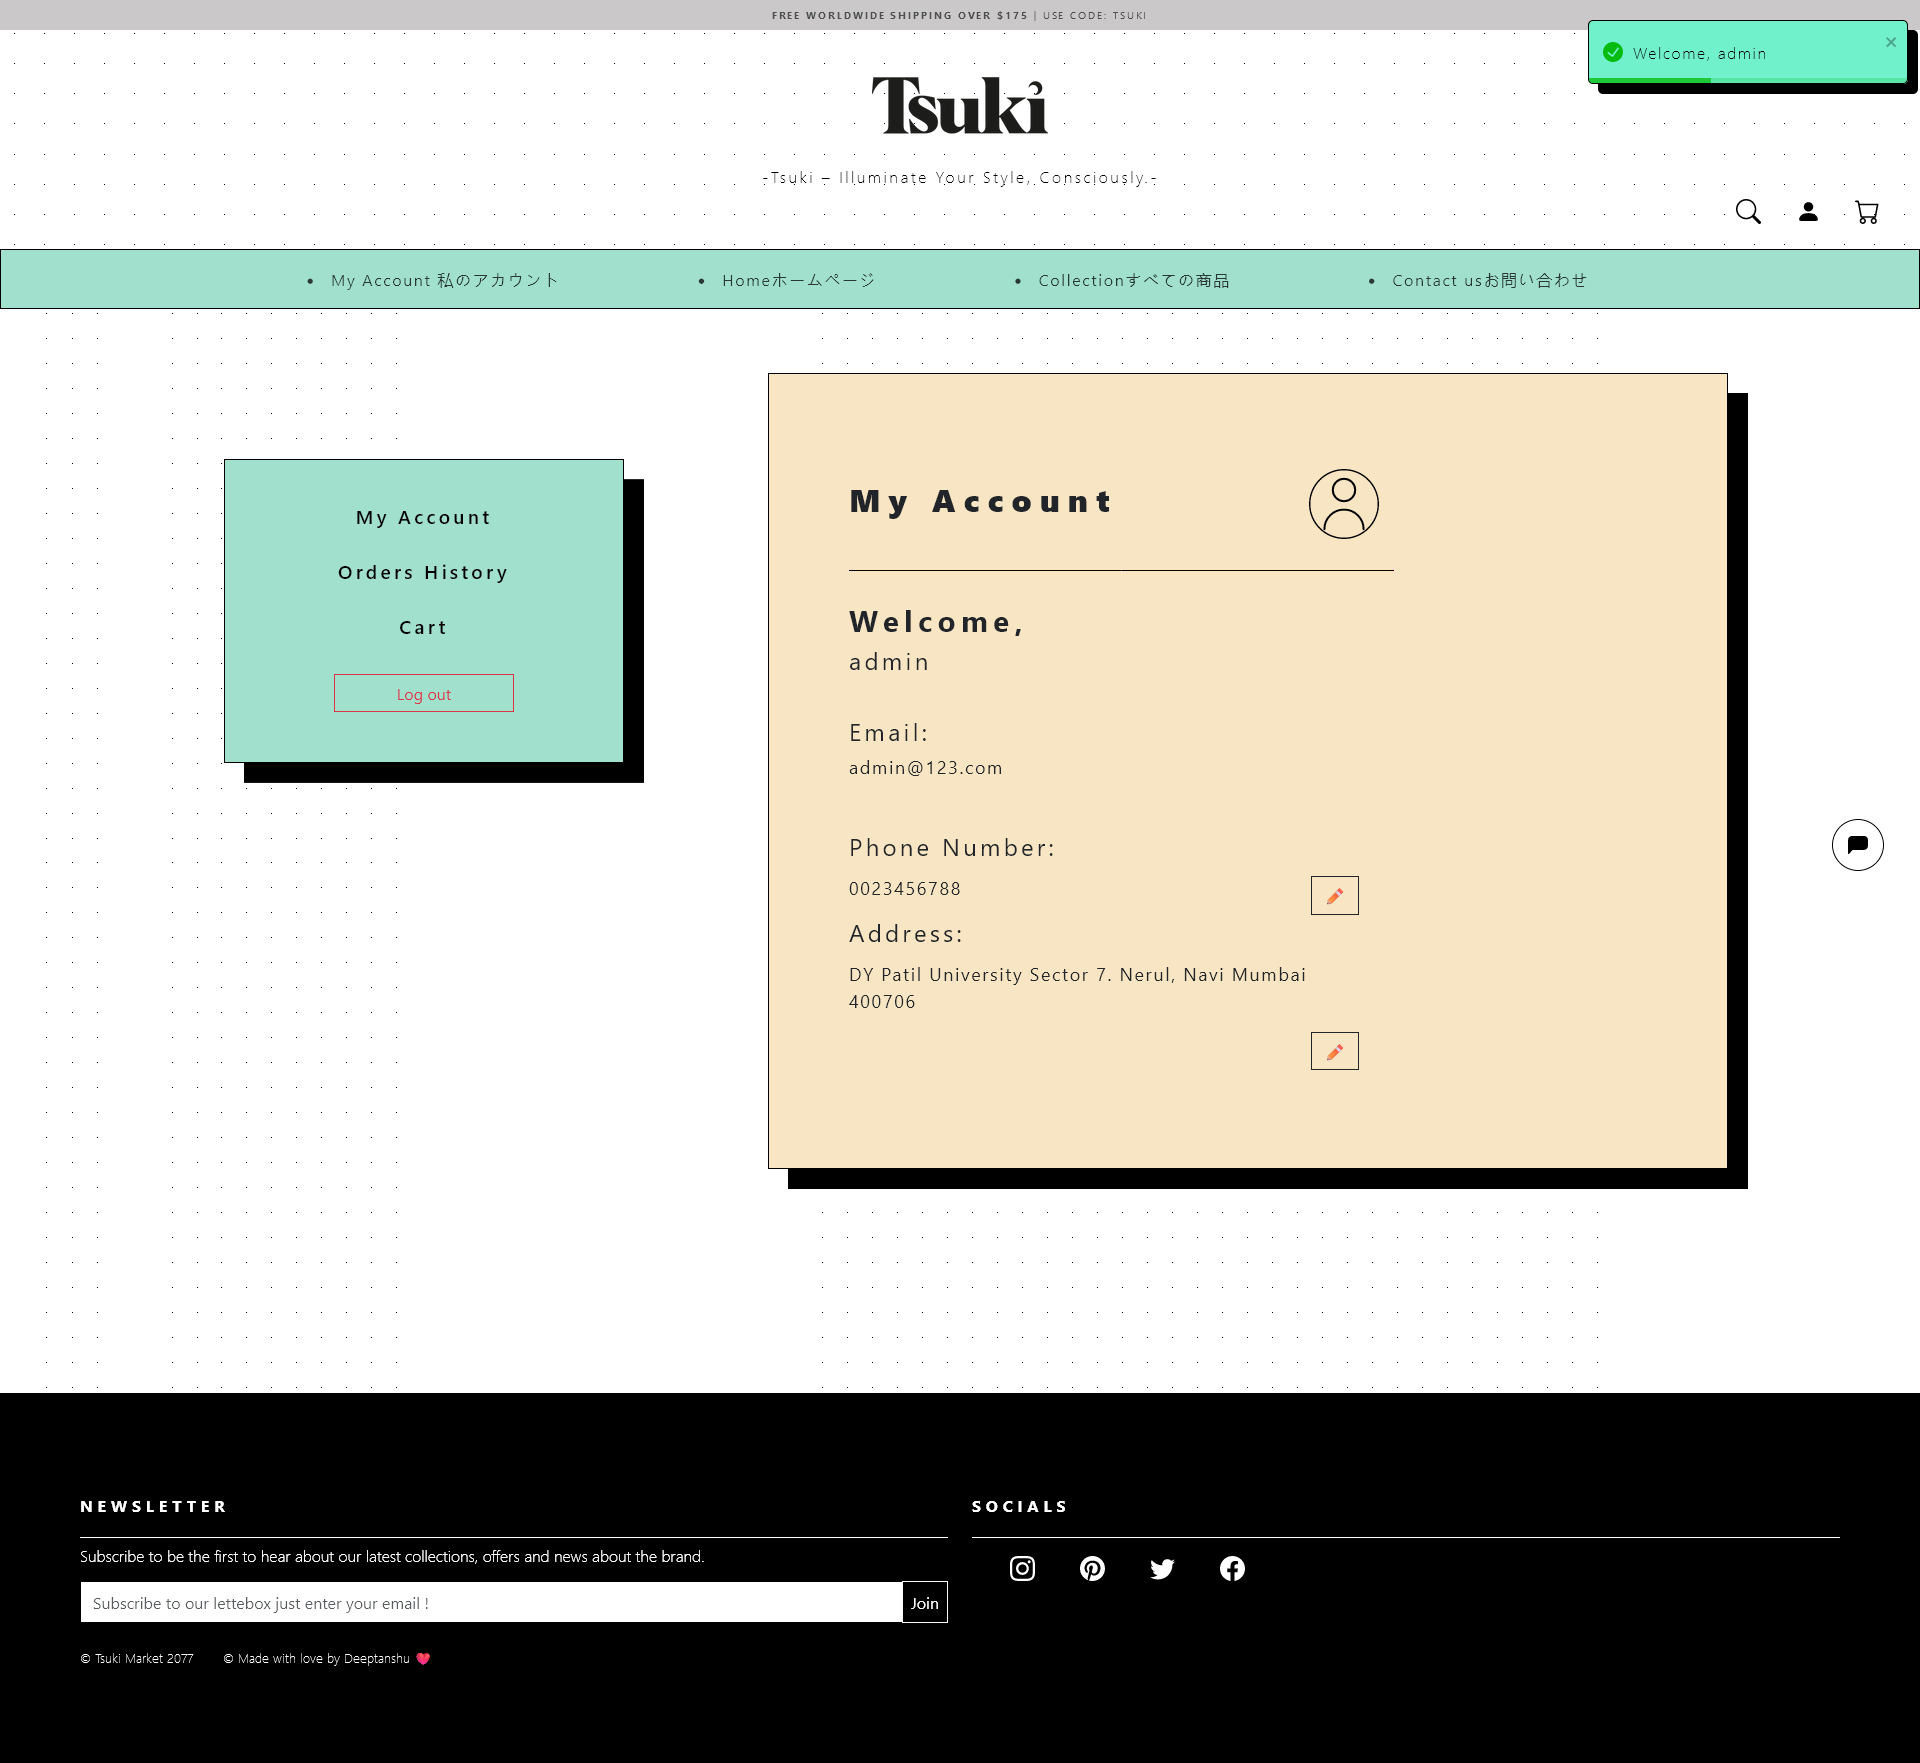 FREE WORLDWIDE SHIPPING OVER $175 | USE CODE: TSUKI
Welcome, admin
Tsuki
-Tsuki – Illuminate Your Style, Consciously.-
My Account 私のアカウント
Homeホームページ
Collectionすべての商品
Contact usお問い合わせ
My Account
Orders History
Cart
Log out
My Account
Welcome,
admin
Email:
admin@123.com
Phone Number:
0023456788
Address:
DY Patil University Sector 7. Nerul, Navi Mumbai
400706
NEWSLETTER
Subscribe to be the first to hear about our latest collections, offers and news about the brand.
Subscribe to our lettebox just enter your email !
Join
© Tsuki Market 2077
© Made with love by Deeptanshu
SOCIALS